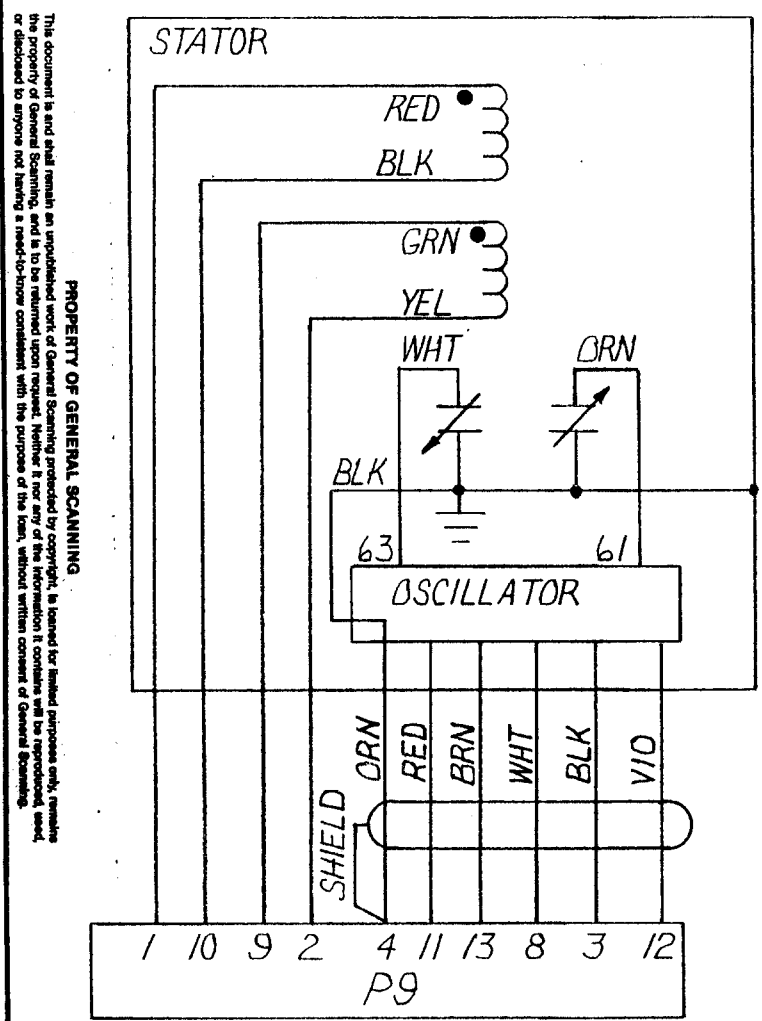 STATOR
RED
BLK
GRN
YEL
WHT
ORN
BLK
63
61
OSCILLATOR
ORN
RED
BRN
WHT
BLK
VIO
SHIELD
1 10 9 2 4 11 13 8 3 12
P9
PROPERTY OF GENERAL SCANNING
This document is and shall remain an unpublished work of General Scanning protected by copyright, is loaned for limited purposes only, remains
the property of General Scanning, and is to be returned upon request. Neither it nor any of the information it contains will be reproduced, used,
or disclosed to anyone not having a need-to-know consistent with the purpose of the loan, without written consent of General Scanning.